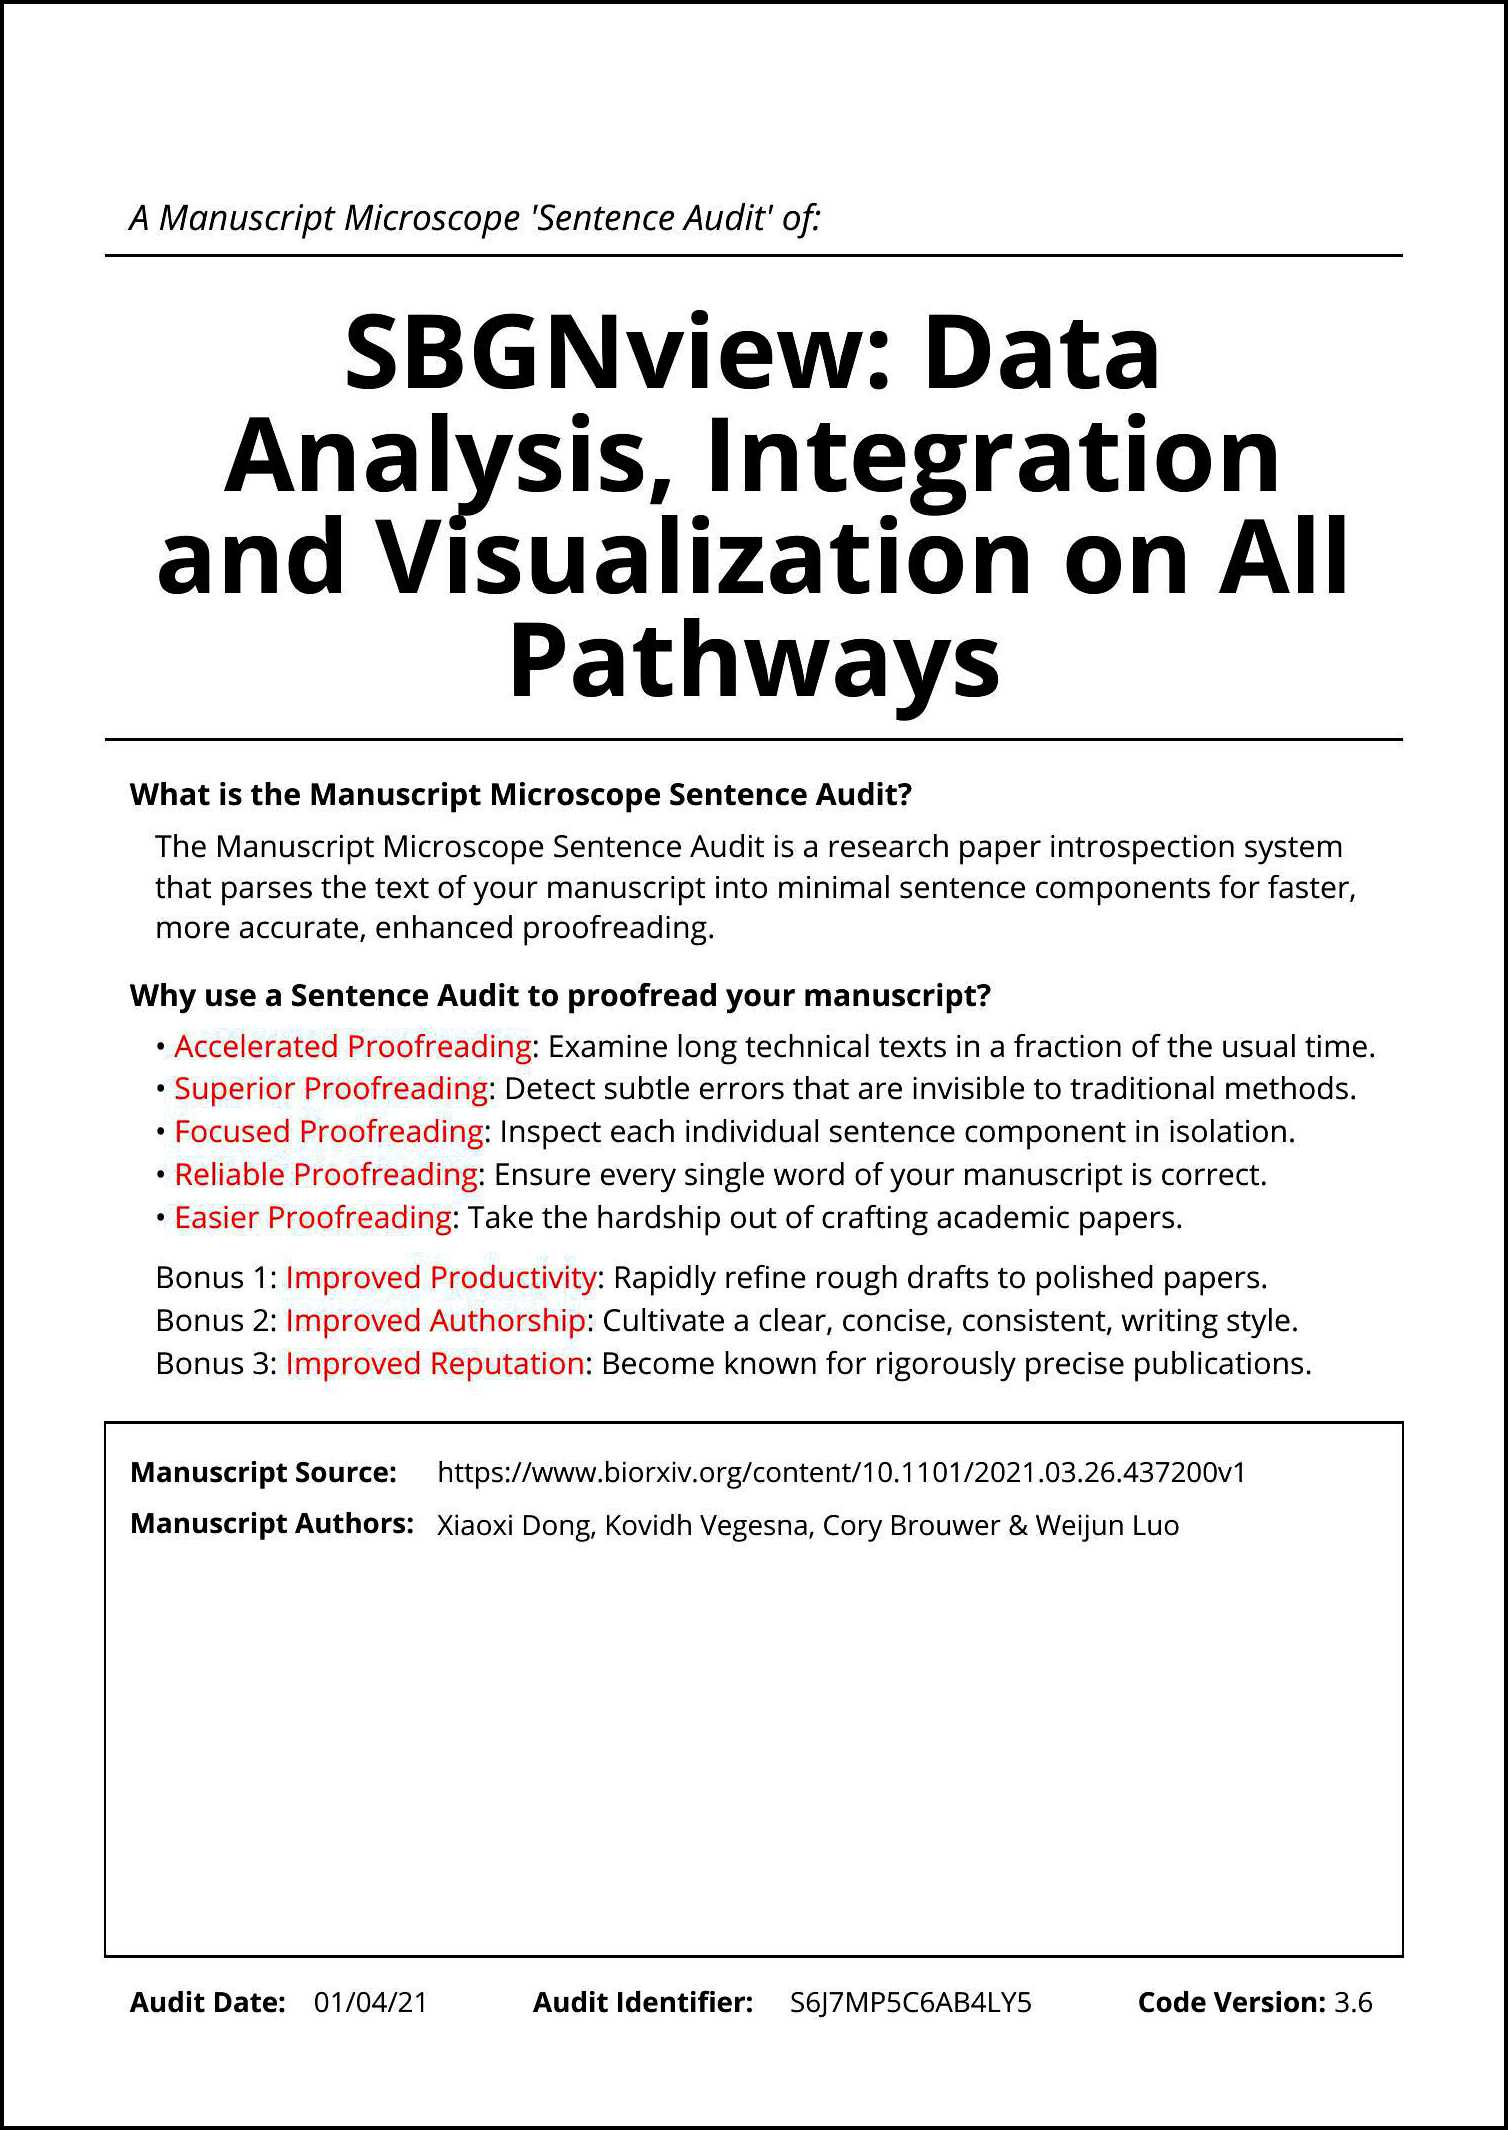 A Manuscript Microscope 'Sentence Audit' of:
SBGNview: Data
Analysis, Integration
and Visualization on All
Pathways
What is the Manuscript Microscope Sentence Audit?
The Manuscript Microscope Sentence Audit is a research paper introspection system
that parses the text of your manuscript into minimal sentence components for faster,
more accurate, enhanced proofreading.
Why use a Sentence Audit to proofread your manuscript?
• Accelerated Proofreading: Examine long technical texts in a fraction of the usual time.
• Superior Proofreading: Detect subtle errors that are invisible to traditional methods.
• Focused Proofreading: Inspect each individual sentence component in isolation.
• Reliable Proofreading: Ensure every single word of your manuscript is correct.
• Easier Proofreading: Take the hardship out of crafting academic papers.
Bonus 1: Improved Productivity: Rapidly refine rough drafts to polished papers.
Bonus 2: Improved Authorship: Cultivate a clear, concise, consistent, writing style.
Bonus 3: Improved Reputation: Become known for rigorously precise publications.
Manuscript Source: https://www.biorxiv.org/content/10.1101/2021.03.26.437200v1
Manuscript Authors: Xiaoxi Dong, Kovidh Vegesna, Cory Brouwer & Weijun Luo
Audit Date: 01/04/21 Audit Identifier: S6J7MP5C6AB4LY5 Code Version: 3.6